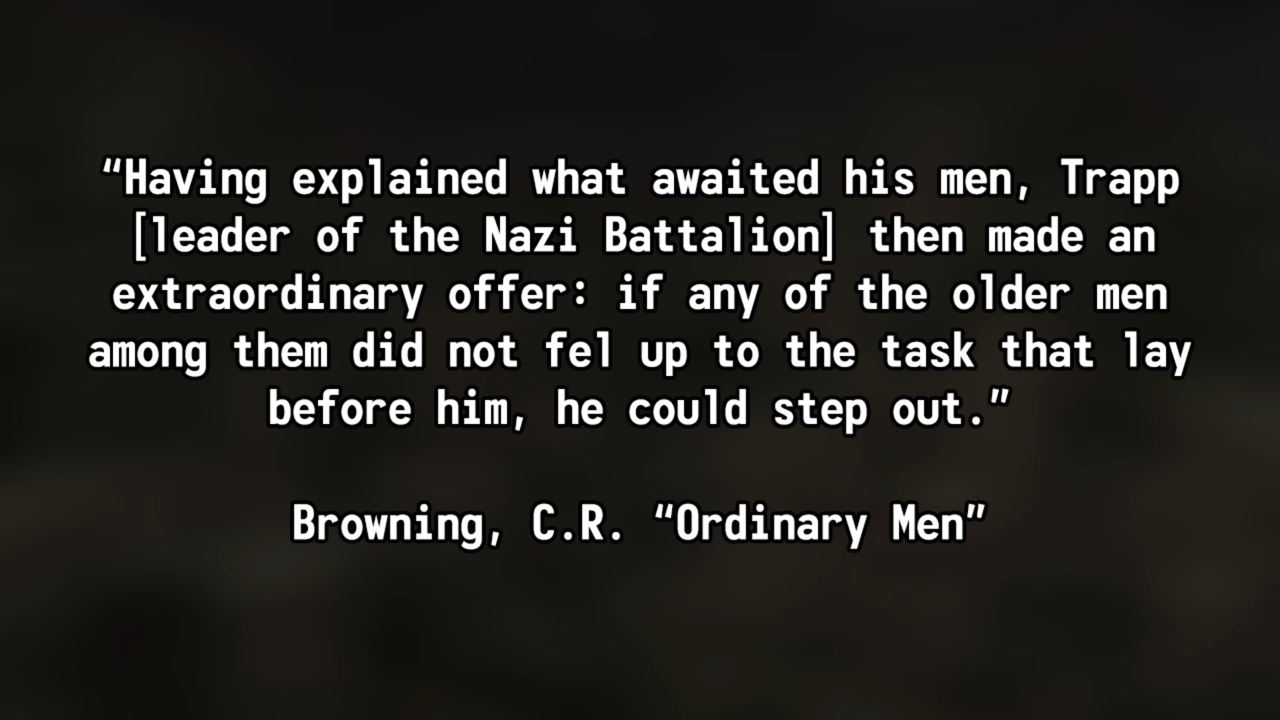 “Having explained what awaited his men, Trapp
[leader of the Nazi Battalion] then made an
extraordinary offer: if any of the older men
among them did not fel up to the task that lay
before him, he could step out.”
Browning, C.R. “Ordinary Men”